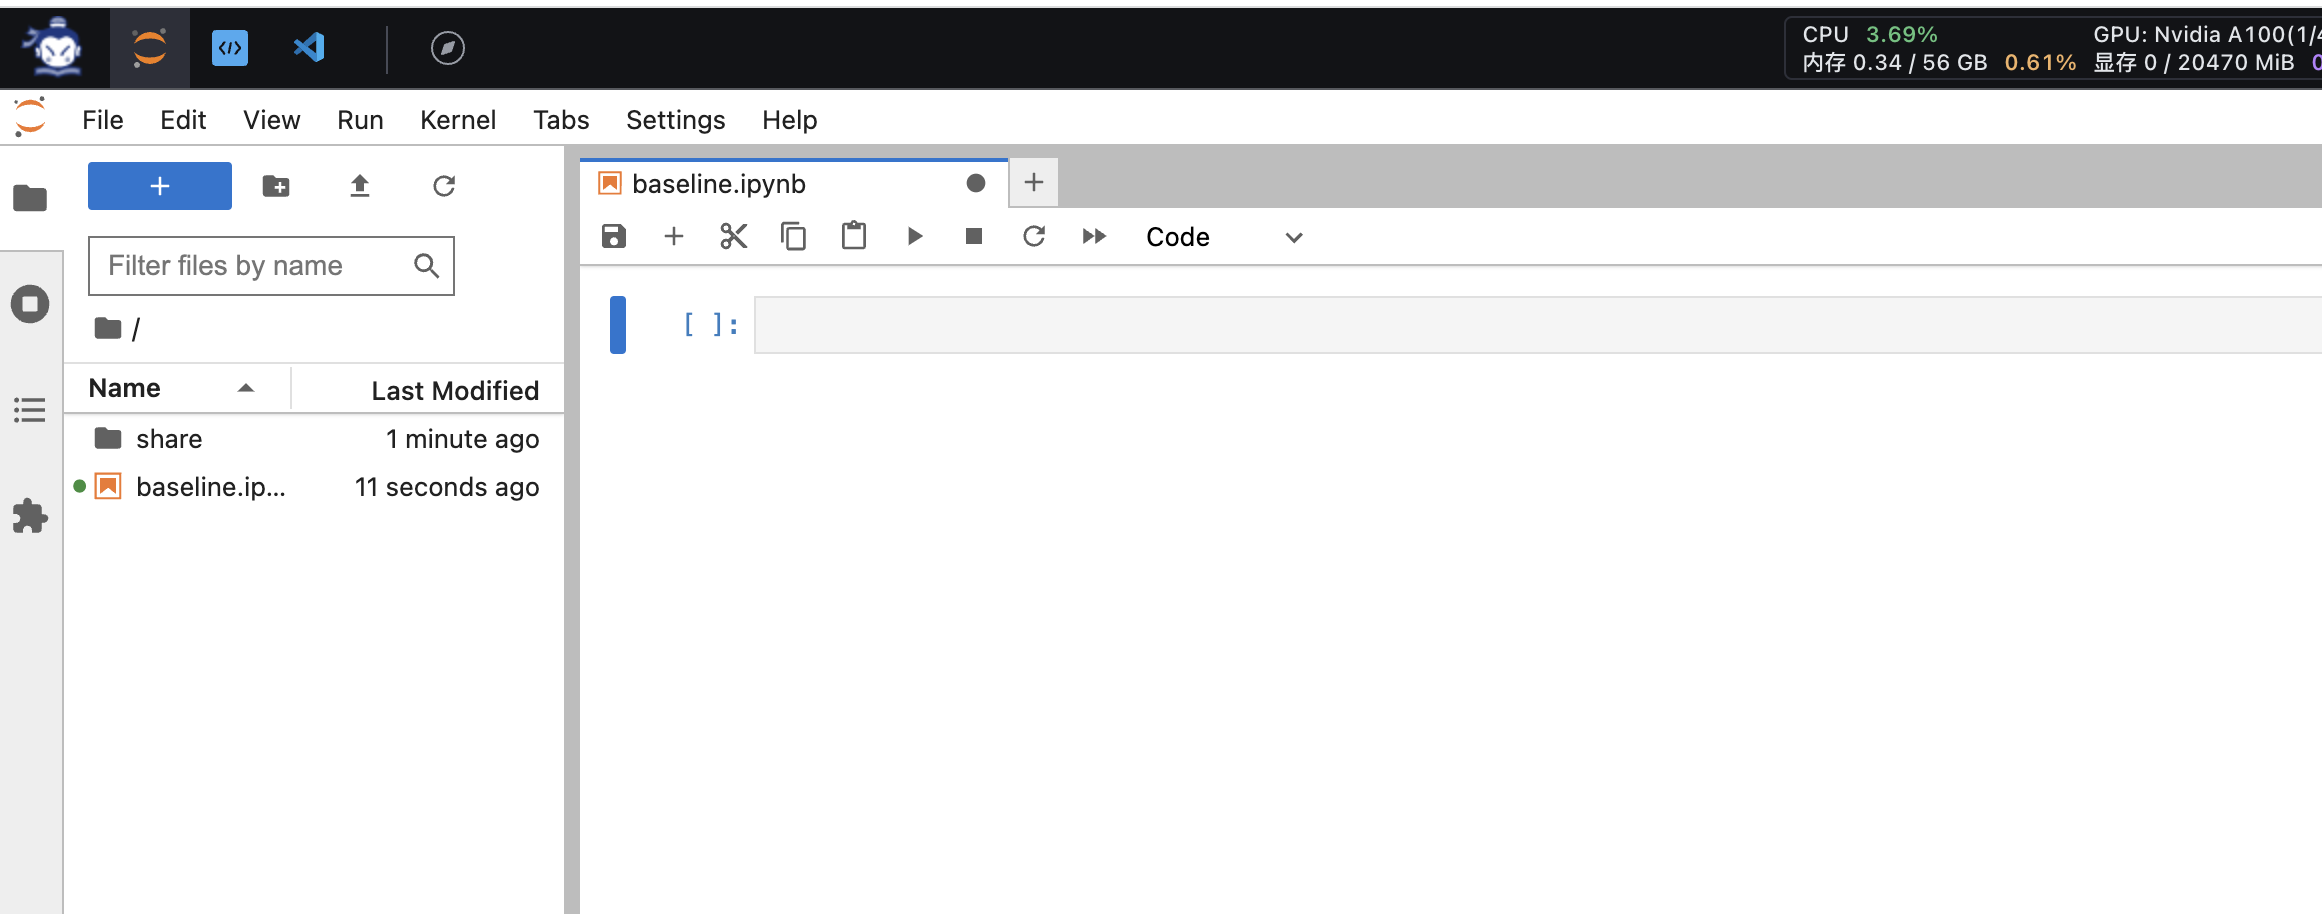 CPU 3.69% GPU: Nvidia A100(1/4
内存 0.34 / 56 GB 0.61% 显存 0 / 20470 MiB 0
File Edit View Run Kernel Tabs Settings Help
baseline.ipynb
Code
Filter files by name
/
[ ]:
Name Last Modified
share 1 minute ago
baseline.ip... 11 seconds ago